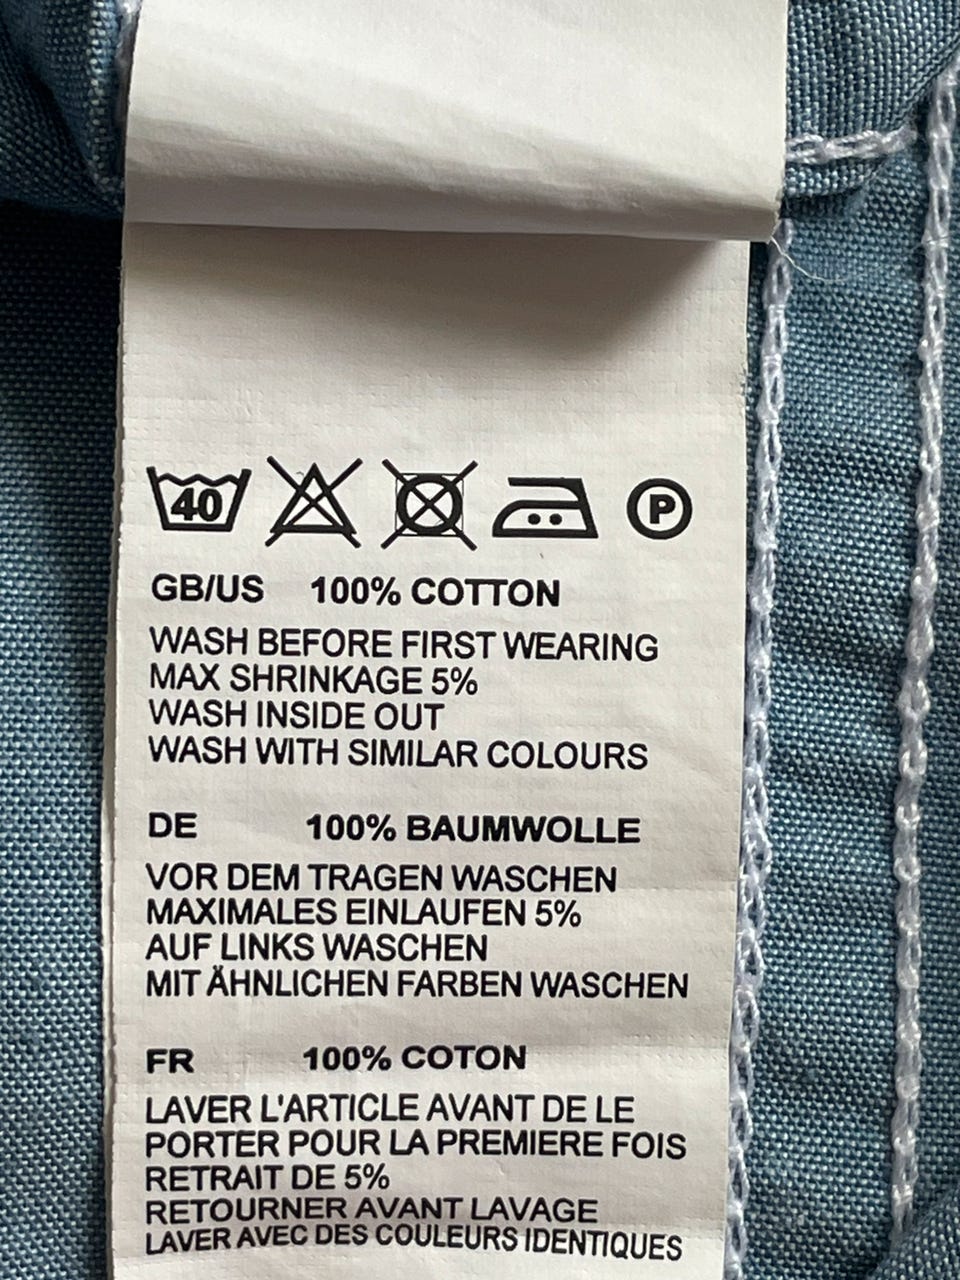 40
P
GB/US 100% COTTON
WASH BEFORE FIRST WEARING
MAX SHRINKAGE 5%
WASH INSIDE OUT
WASH WITH SIMILAR COLOURS
DE 100% BAUMWOLLE
VOR DEM TRAGEN WASCHEN
MAXIMALES EINLAUFEN 5%
AUF LINKS WASCHEN
MIT ÄHNLICHEN FARBEN WASCHEN
FR 100% COTON
LAVER L'ARTICLE AVANT DE LE
PORTER POUR LA PREMIERE FOIS
RETRAIT DE 5%
RETOURNER AVANT LAVAGE
LAVER AVEC DES COULEURS IDENTIQUES